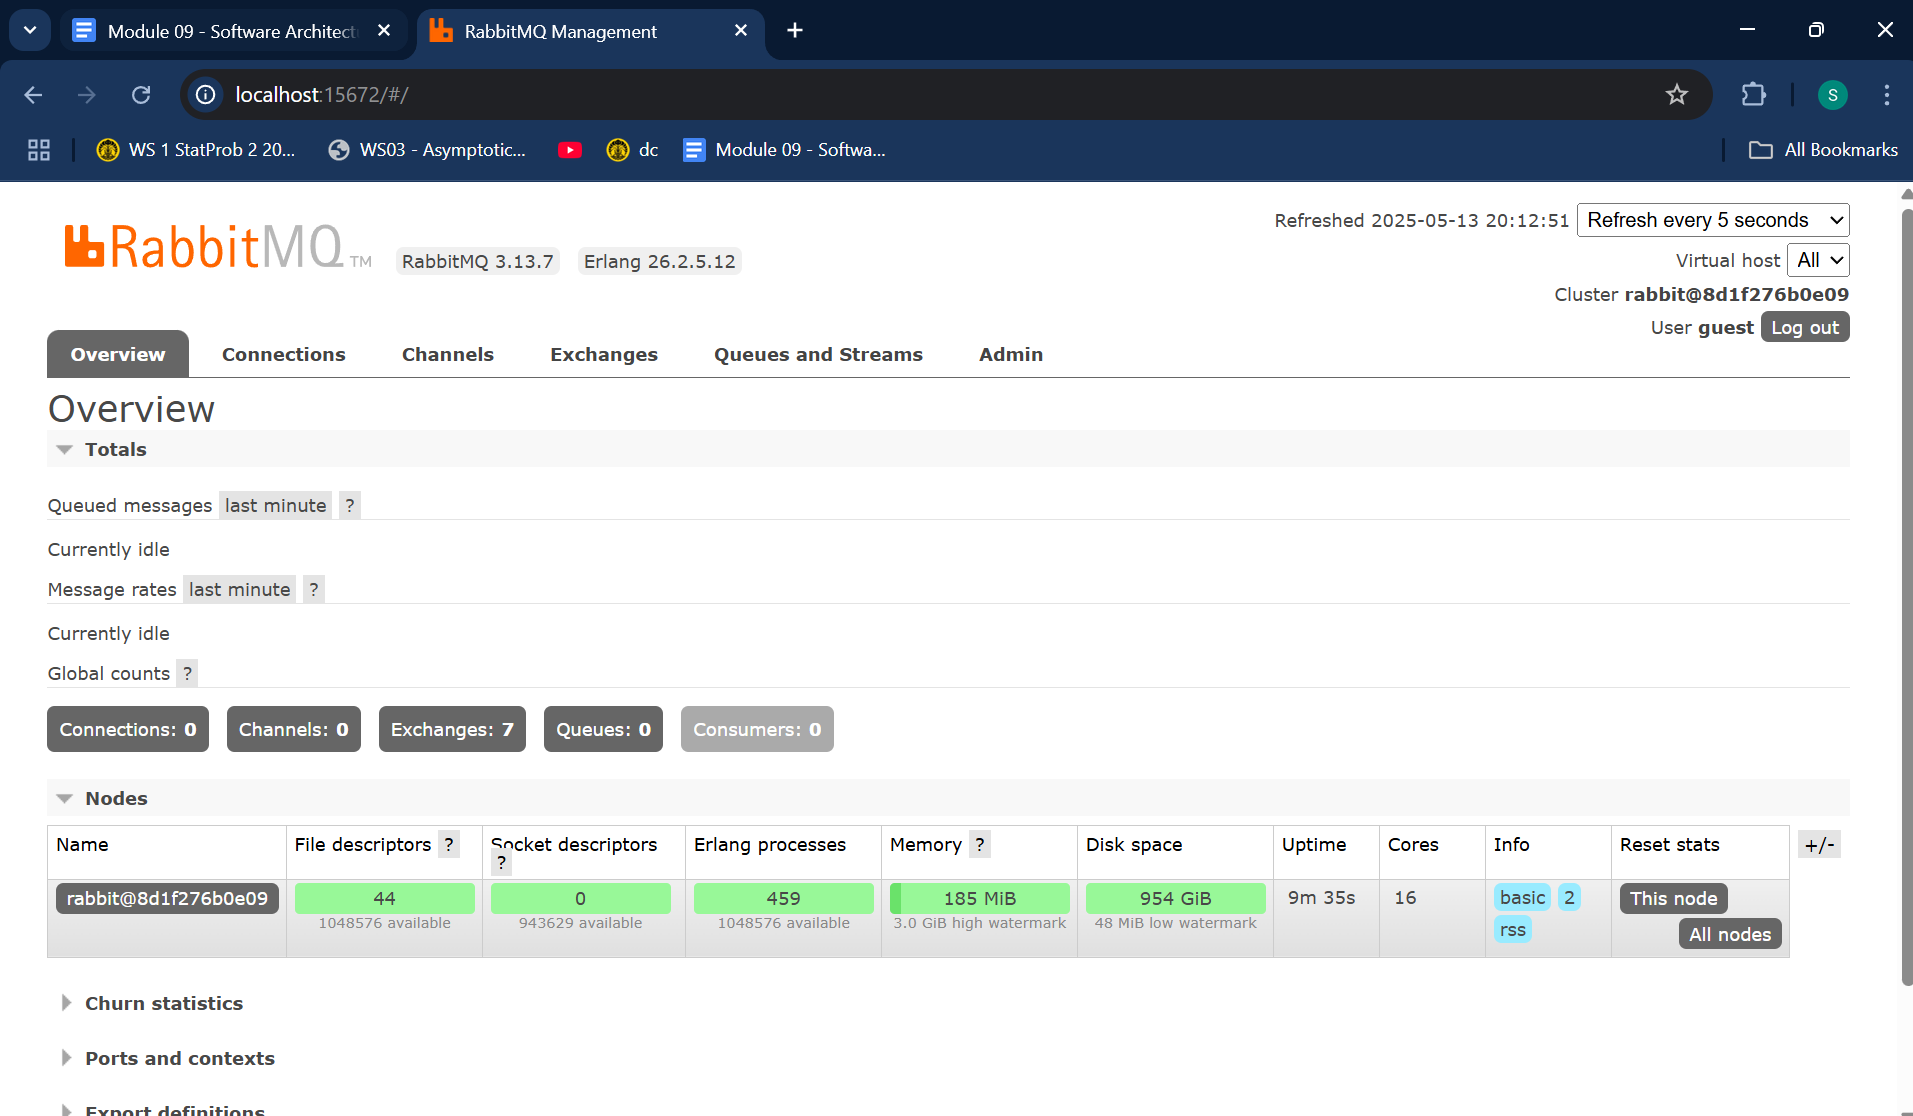 Module 09 - Software Architect
RabbitMQ Management
localhost:15672/#/
S
WS 1 StatProb 2 20...
WS03 - Asymptotic...
dc
Module 09 - Softwa...
All Bookmarks
RabbitMQ TM
RabbitMQ 3.13.7
Erlang 26.2.5.12
Refreshed 2025-05-13 20:12:51
Refresh every 5 seconds
Virtual host All
Cluster rabbit@8d1f276b0e09
User guest Log out
Overview
Connections
Channels
Exchanges
Queues and Streams
Admin
Overview
Totals
Queued messages last minute ?
Currently idle
Message rates last minute ?
Currently idle
Global counts ?
Connections: 0
Channels: 0
Exchanges: 7
Queues: 0
Consumers: 0
Nodes
Name
File descriptors ?
Socket descriptors ?
Erlang processes
Memory ?
Disk space
Uptime
Cores
Info
Reset stats
+/-
rabbit@8d1f276b0e09
44
1048576 available
0
943629 available
459
1048576 available
185 MiB
3.0 GiB high watermark
954 GiB
48 MiB low watermark
9m 35s
16
basic 2
rss
This node
All nodes
Churn statistics
Ports and contexts
Export definitions